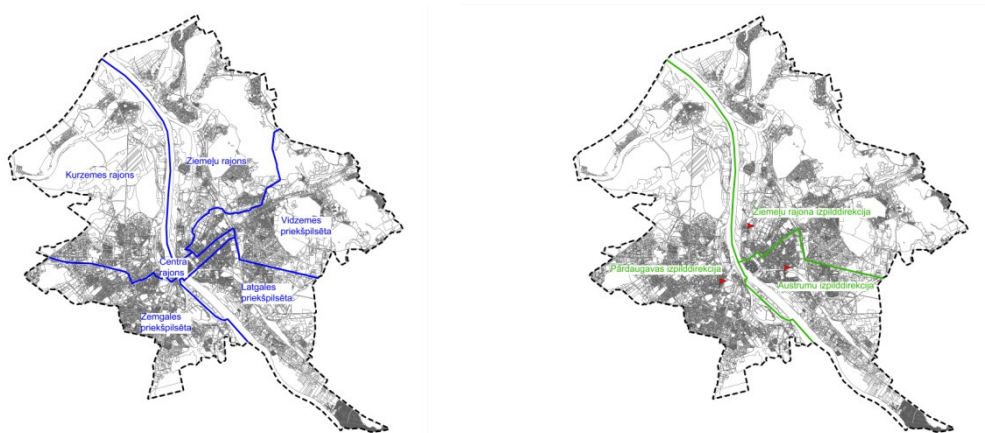 Ziemeļu rajons
Kurzemes rajons
Vidzemes
priekšpilsēta
Centra
rajons
Latgales
priekšpilsēta
Zemgales
priekšpilsēta
Ziemeļu rajona izpilddirekcija
Pārdaugavas izpilddirekcija
Austrumu izpilddirekcija